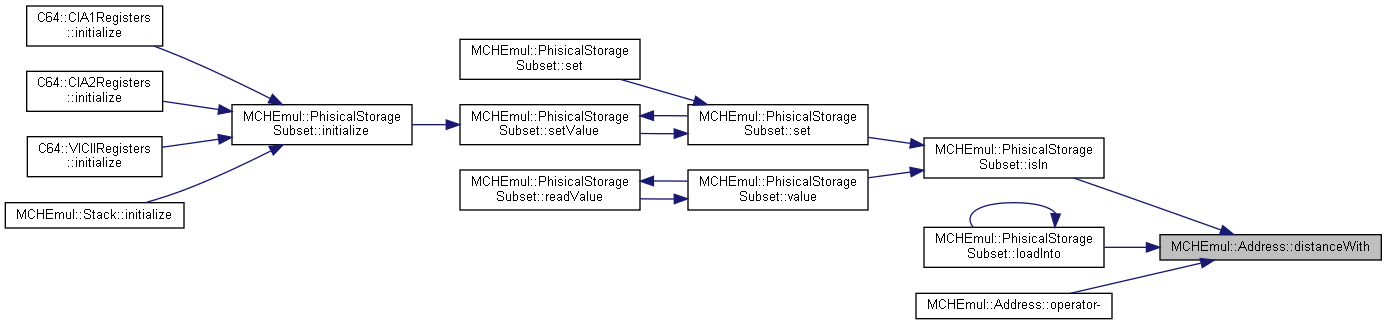 C64::CIA1Registers
::initialize
C64::CIA2Registers
::initialize
C64::VICIIRegisters
::initialize
MCHEmul::Stack::initialize
MCHEmul::PhisicalStorage
Subset::initialize
MCHEmul::PhisicalStorage
Subset::set
MCHEmul::PhisicalStorage
Subset::setValue
MCHEmul::PhisicalStorage
Subset::readValue
MCHEmul::PhisicalStorage
Subset::set
MCHEmul::PhisicalStorage
Subset::value
MCHEmul::PhisicalStorage
Subset::isIn
MCHEmul::PhisicalStorage
Subset::loadInto
MCHEmul::Address::operator-
MCHEmul::Address::distanceWith